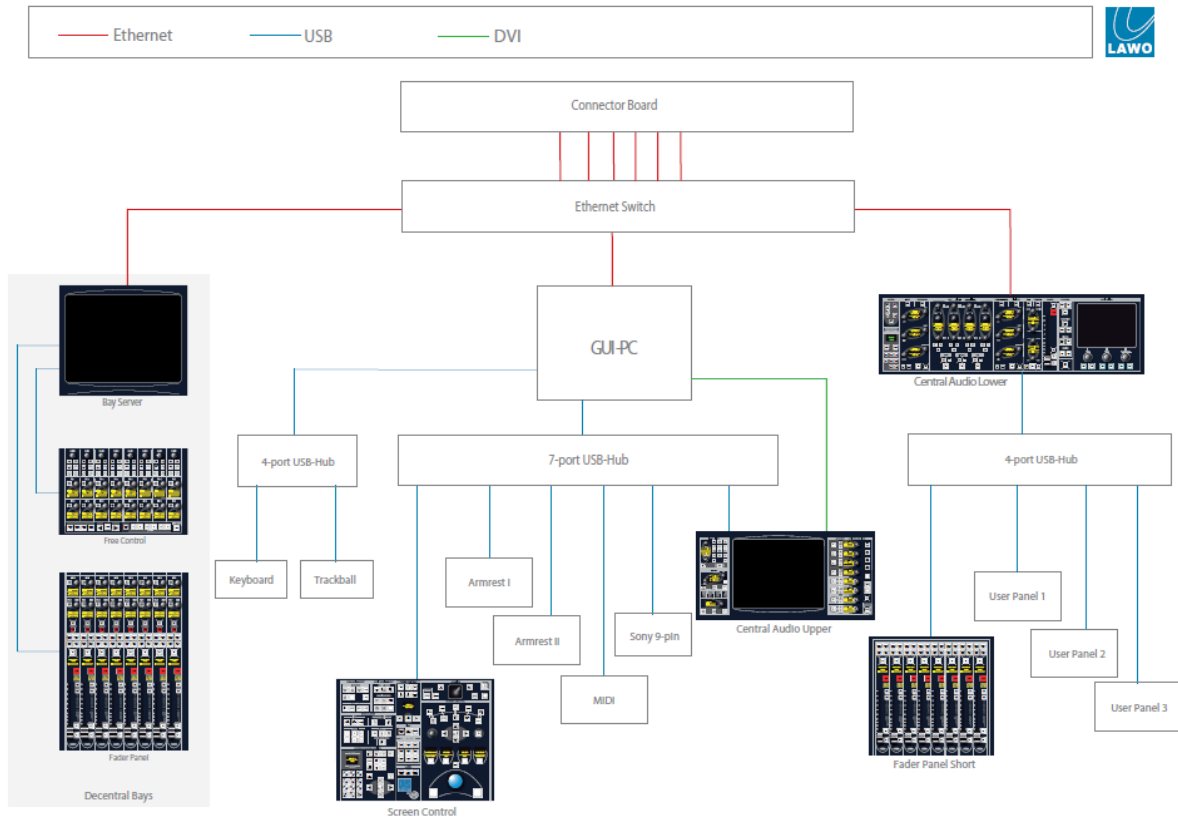 Ethernet
USB
DVI
LAWO
Connector Board
Ethernet Switch
GUI-PC
Bay Server
Central Audio Lower
4-port USB-Hub
7-port USB-Hub
4-port USB-Hub
Free Control
Keyboard
Trackball
Armrest I
Armrest II
MIDI
Sony 9-pin
Central Audio Upper
User Panel 1
User Panel 2
User Panel 3
Fader Panel
Fader Panel Short
Decentral Bays
Screen Control